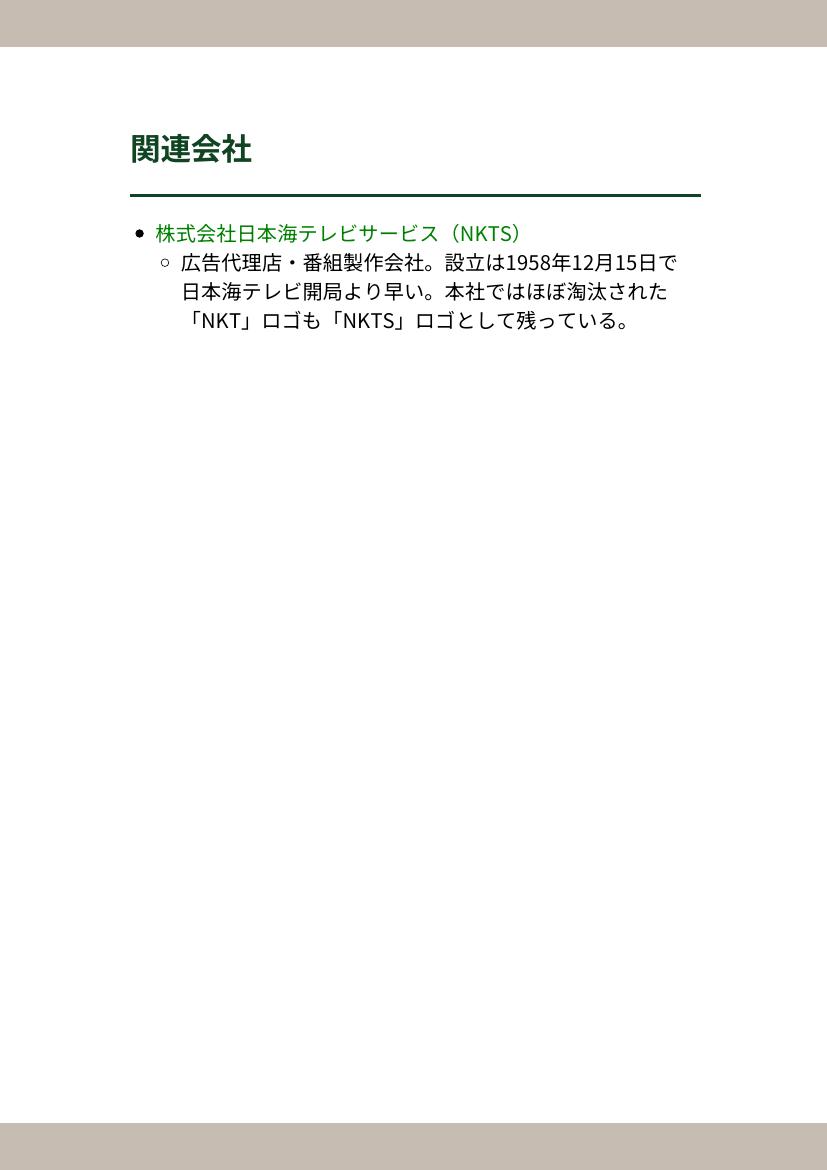 関連会社
株式会社日本海テレビサービス（NKTS）
広告代理店・番組製作会社。設立は1958年12月15日で
日本海テレビ開局より早い。本社ではほぼ淘汰された
「NKT」ロゴも「NKTS」ロゴとして残っている。